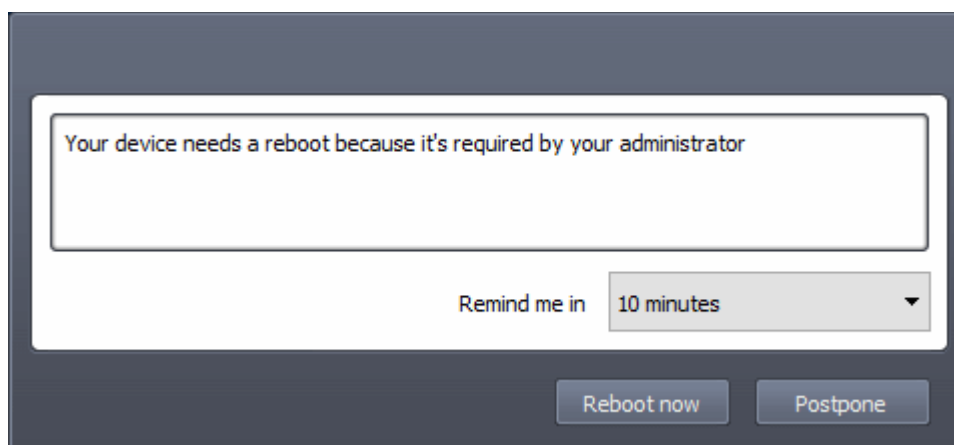 Your device needs a reboot because it's required by your administrator
Remind me in 10 minutes
Reboot now Postpone